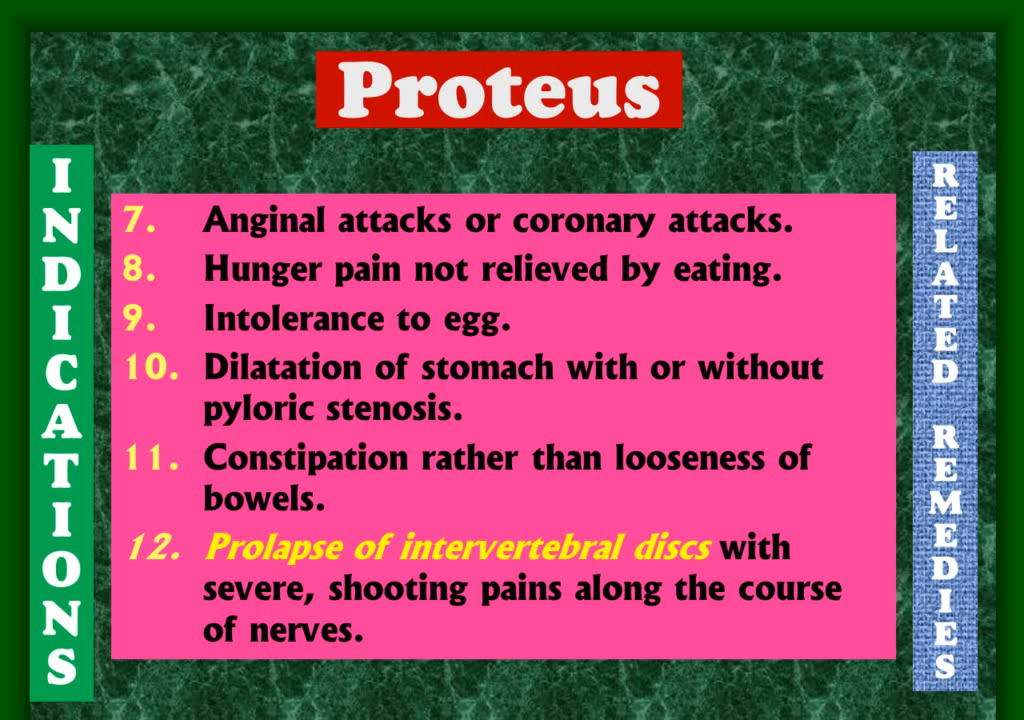 Proteus
INDICATIONS
7. Anginal attacks or coronary attacks.
8. Hunger pain not relieved by eating.
9. Intolerance to egg.
10. Dilatation of stomach with or without
pyloric stenosis.
11. Constipation rather than looseness of
bowels.
12. Prolapse of intervertebral discs with
severe, shooting pains along the course
of nerves.
RELATED REMEDIES